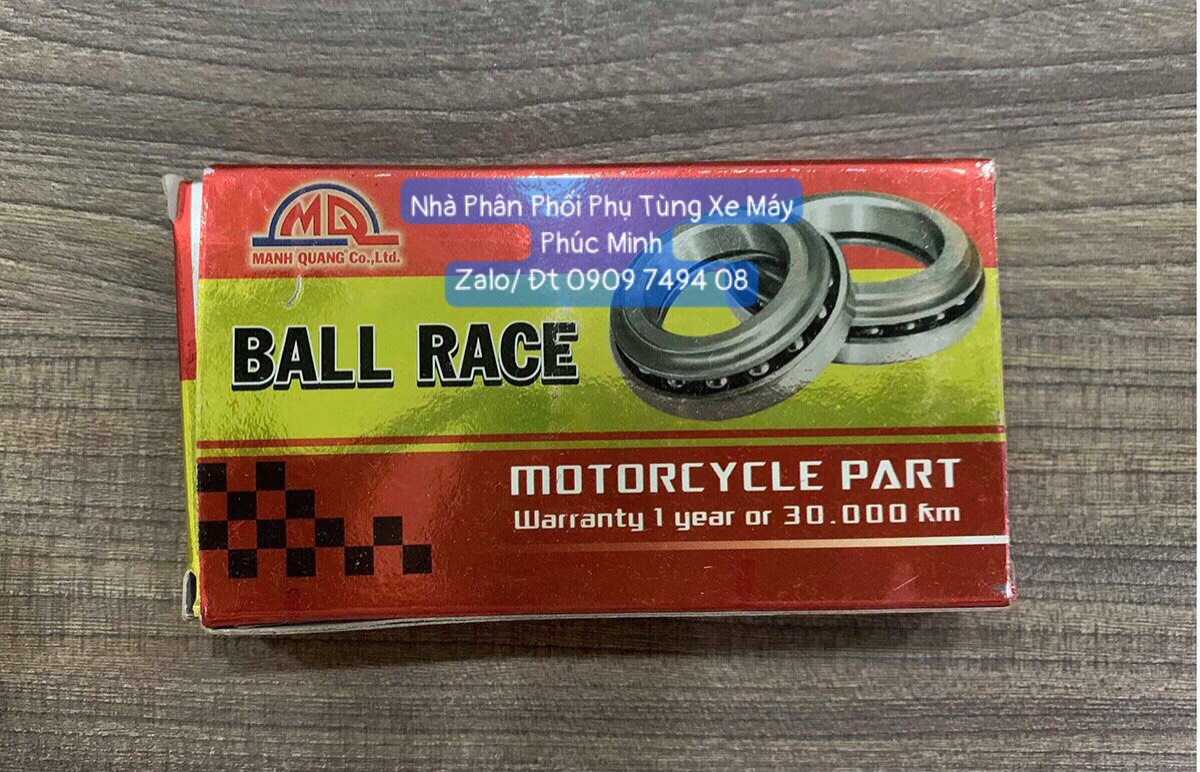 Nhà Phân Phối Phụ Tùng Xe Máy
Phúc Minh
Zalo/ Đt 0909 7494 08
MQ
MANH QUANG Co.,Ltd.
BALL RACE
MOTORCYCLE PART
Warranty 1 year or 30.000 km